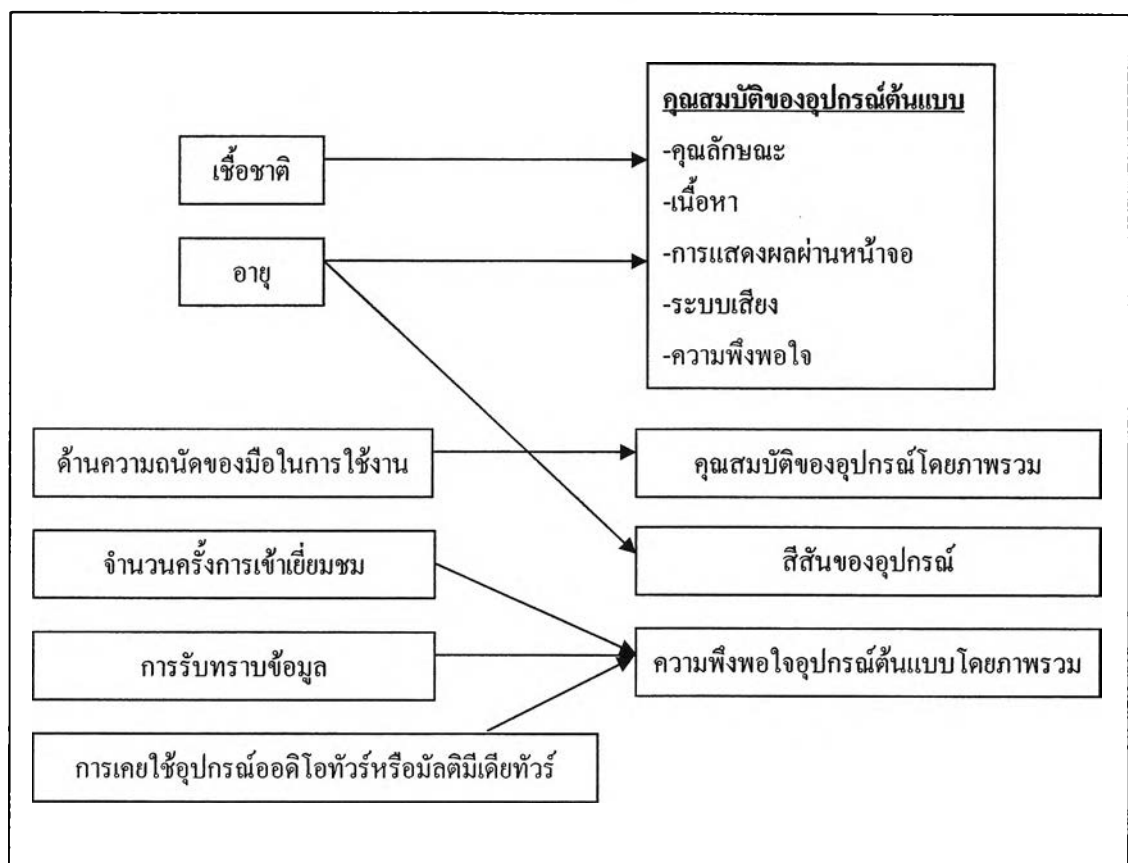 เชื้อชาติ
อายุ
คุณสมบัติของอุปกรณ์ต้นแบบ
-คุณลักษณะ
-เนื้อหา
-การแสดงผลผ่านหน้าจอ
-ระบบเสียง
-ความพึงพอใจ
ด้านความถนัดของมือในการใช้งาน
คุณสมบัติของอุปกรณ์โดยภาพรวม
จำนวนครั้งการเข้าเยี่ยมชม
สีสันของอุปกรณ์
การรับทราบข้อมูล
ความพึงพอใจอุปกรณ์ต้นแบบโดยภาพรวม
การเคยใช้อุปกรณ์ออดิโอทัวร์หรือมัลติมีเดียทัวร์